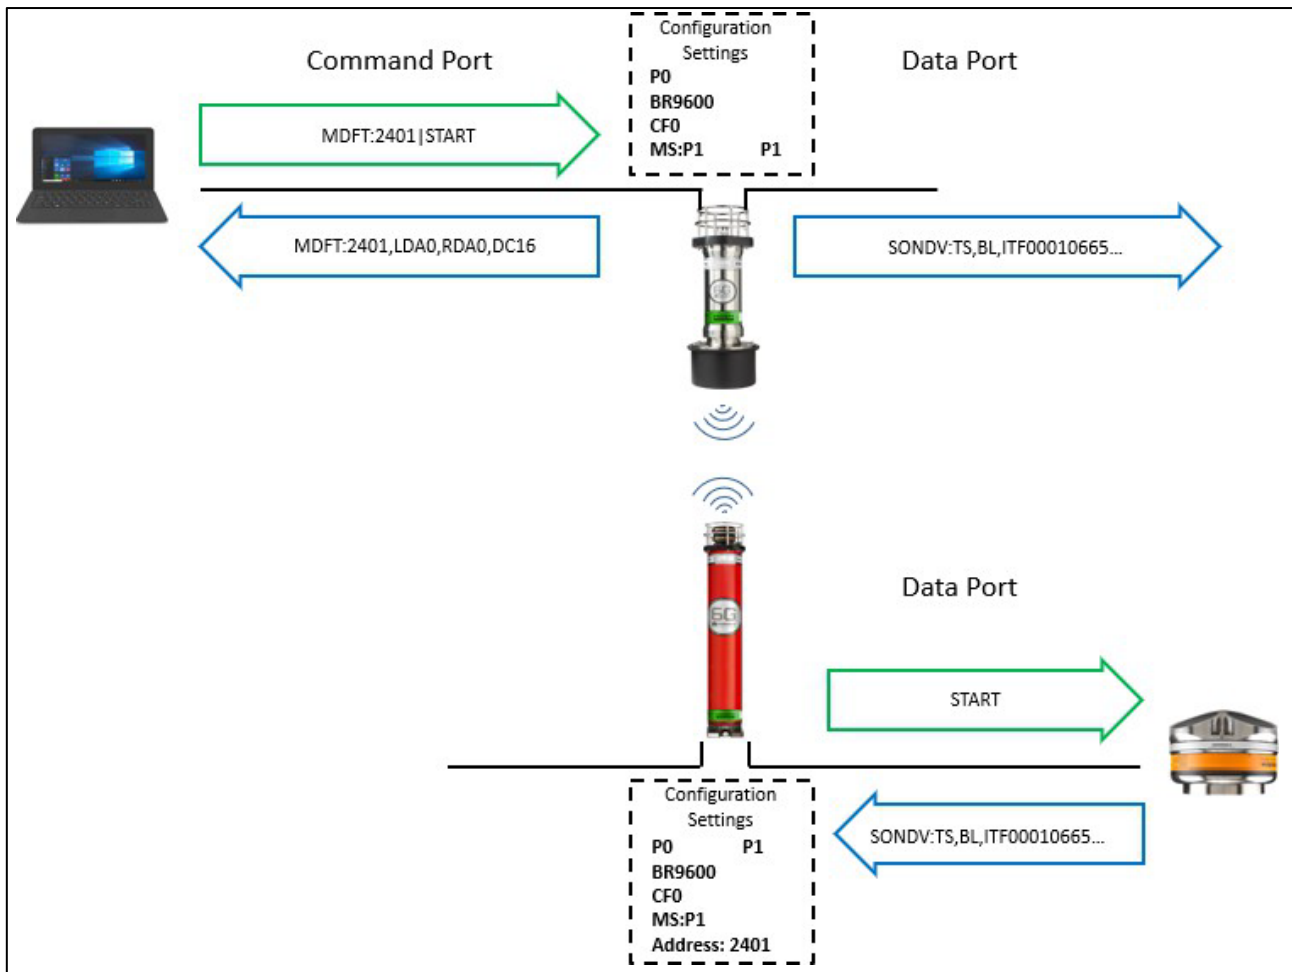 Configuration
Settings
Command Port
Data Port
P0
BR9600
CF0
MS:P1 P1
MDFT:2401|START
MDFT:2401,LDA0,RDA0,DC16
SONDV:TS,BL,ITF00010665...
6G
6G
Data Port
START
Configuration
Settings
P0 P1
BR9600
CF0
MS:P1
Address: 2401
SONDV:TS,BL,ITF00010665...